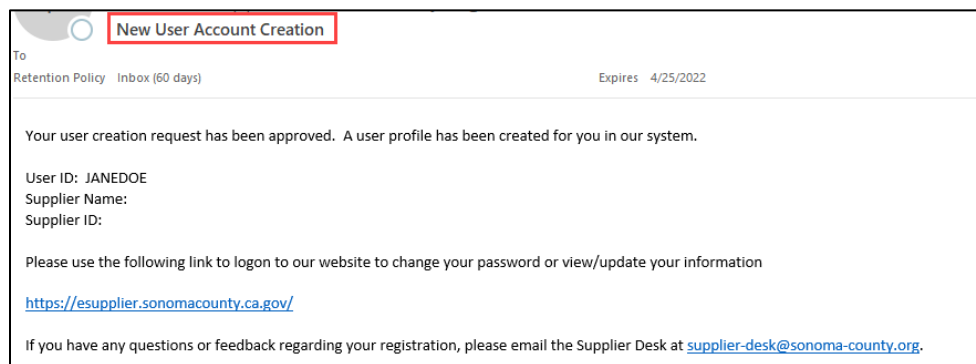 New User Account Creation
To
Retention Policy Inbox (60 days) Expires 4/25/2022
Your user creation request has been approved. A user profile has been created for you in our system.
User ID: JANEDOE
Supplier Name:
Supplier ID:
Please use the following link to logon to our website to change your password or view/update your information
https://esupplier.sonomacounty.ca.gov/
If you have any questions or feedback regarding your registration, please email the Supplier Desk at supplier-desk@sonoma-county.org.